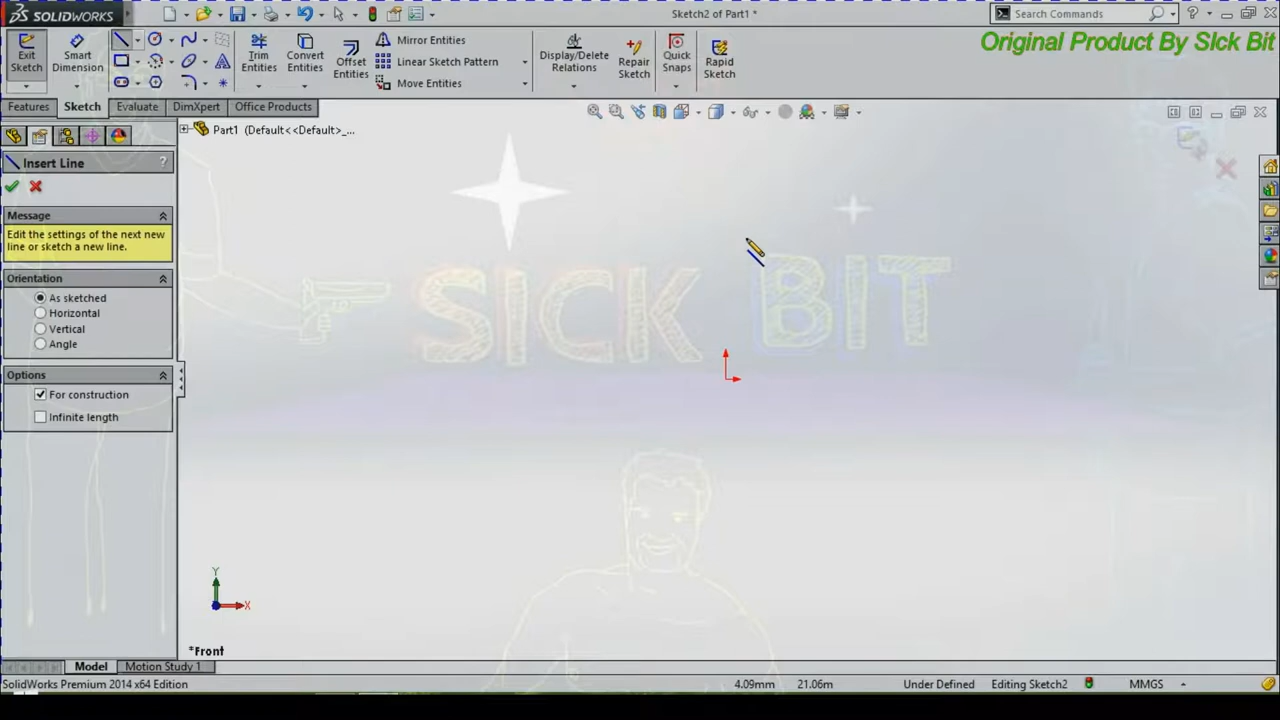 SOLIDWORKS
Sketch2 of Part1 *
Search Commands
Original Product By SIck Bit
Exit Sketch
Smart Dimension
Trim Entities
Convert Entities
Offset Entities
Mirror Entities
Linear Sketch Pattern
Move Entities
Display/Delete Relations
Repair Sketch
Quick Snaps
Rapid Sketch
Features
Sketch
Evaluate
DimXpert
Office Products
Part1 (Default<<Default>_...
Insert Line
?
Message
Edit the settings of the next new
line or sketch a new line.
Orientation
As sketched
Horizontal
Vertical
Angle
Options
For construction
Infinite length
SICK BIT
Y
X
*Front
Model
Motion Study 1
SolidWorks Premium 2014 x64 Edition
4.09mm
21.06m
Under Defined
Editing Sketch2
MMGS